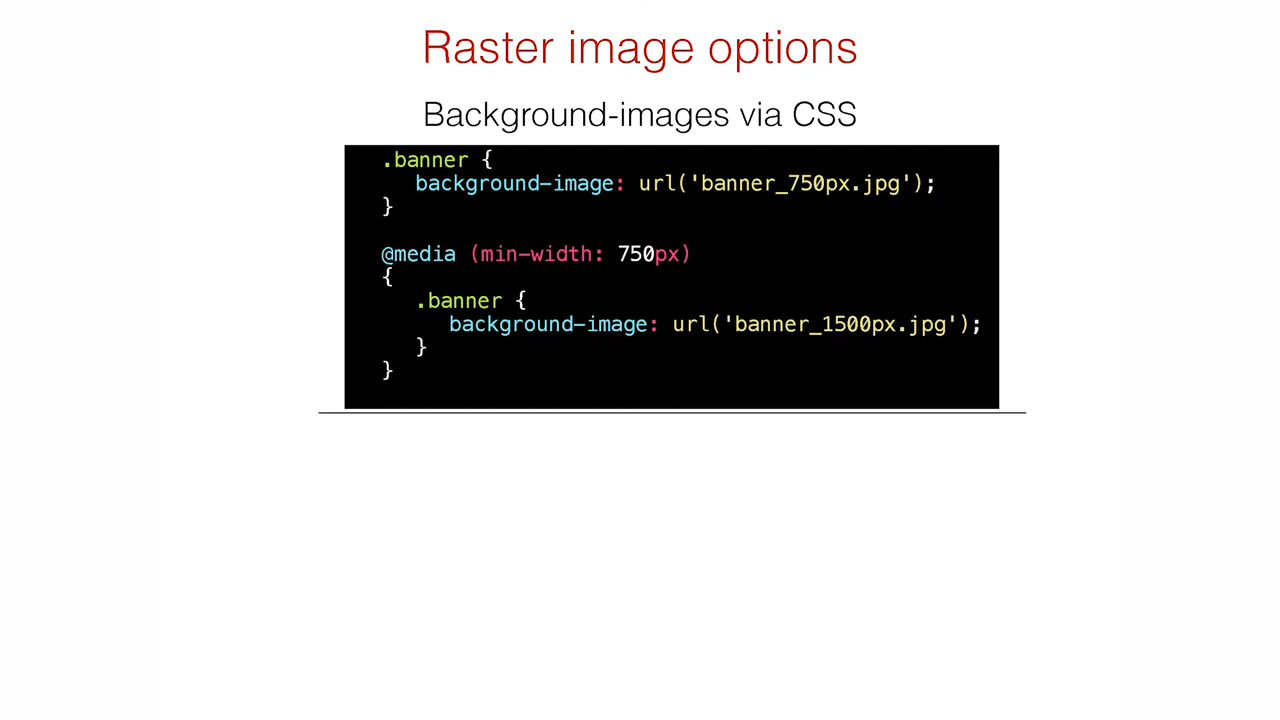 Raster image options
Background-images via CSS
.banner {
background-image: url('banner_750px.jpg');
}
@media (min-width: 750px)
{
.banner {
background-image: url('banner_1500px.jpg');
}
}